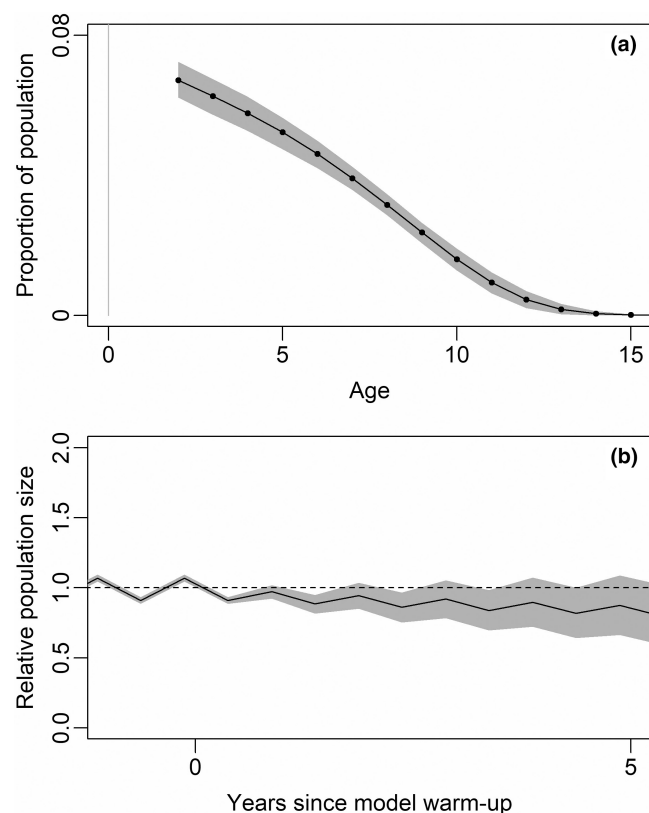 (a)
Proportion of population
0.08
0
0 5 10 15
Age
(b)
Relative population size
2.0
1.5
1.0
0.5
0.0
0 5
Years since model warm-up